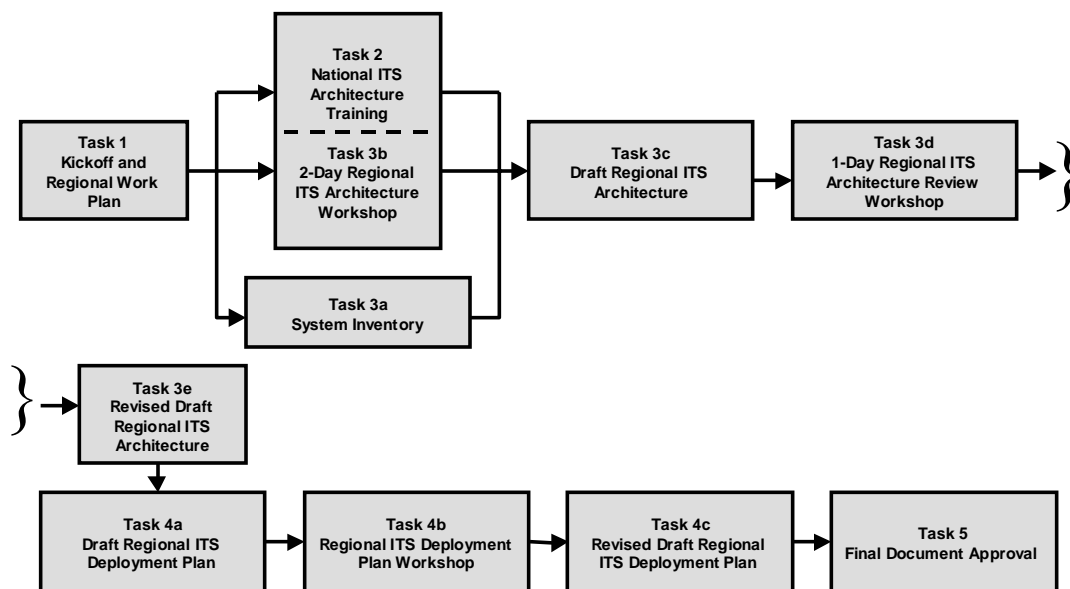 Task 1
Kickoff and
Regional Work
Plan
Task 2
National ITS
Architecture
Training
Task 3b
2-Day Regional
ITS Architecture
Workshop
Task 3a
System Inventory
Task 3c
Draft Regional ITS
Architecture
Task 3d
1-Day Regional ITS
Architecture Review
Workshop
}
}
Task 3e
Revised Draft
Regional ITS
Architecture
Task 4a
Draft Regional ITS
Deployment Plan
Task 4b
Regional ITS Deployment
Plan Workshop
Task 4c
Revised Draft Regional
ITS Deployment Plan
Task 5
Final Document Approval